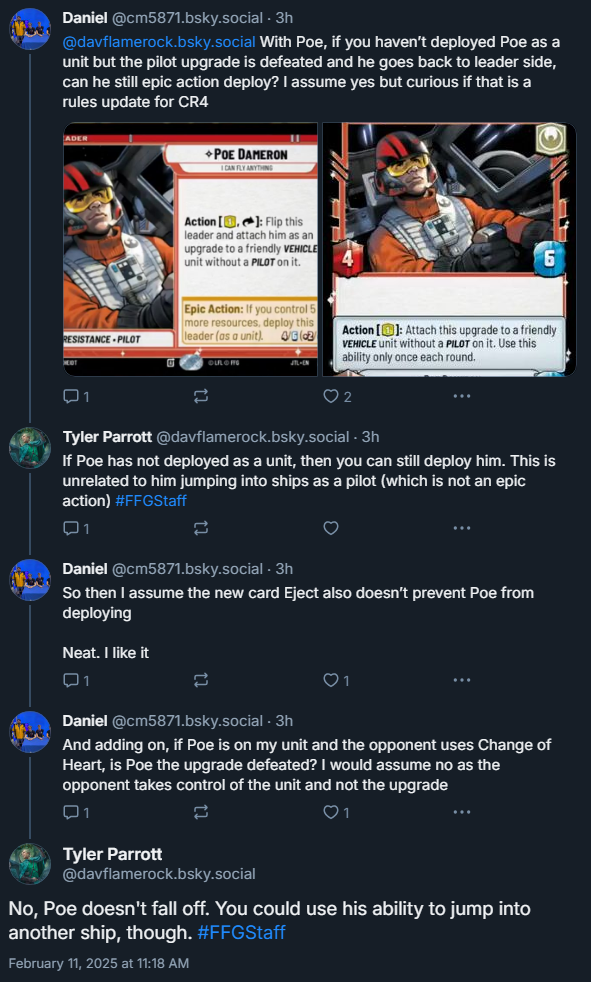 Daniel @cm5871.bsky.social · 3h
@davflamerock.bsky.social With Poe, if you haven’t deployed Poe as a
unit but the pilot upgrade is defeated and he goes back to leader side,
can he still epic action deploy? I assume yes but curious if that is a
rules update for CR4
EADER
POE DAMERON
I CAN FLY ANYTHING
Action [1, ]: Flip this
leader and attach him as an
upgrade to a friendly VEHICLE
unit without a PILOT on it.
Epic Action: If you control 5
more resources, deploy this
leader (as a unit).
RESISTANCE • PILOT
© LFL © FFG
JTL•EN
4
6
Action [1]: Attach this upgrade to a friendly
VEHICLE unit without a PILOT on it. Use this
ability only once each round.
1
2
Tyler Parrott @davflamerock.bsky.social · 3h
If Poe has not deployed as a unit, then you can still deploy him. This is
unrelated to him jumping into ships as a pilot (which is not an epic
action) #FFGStaff
1
Daniel @cm5871.bsky.social · 3h
So then I assume the new card Eject also doesn’t prevent Poe from
deploying
Neat. I like it
1
1
Daniel @cm5871.bsky.social · 3h
And adding on, if Poe is on my unit and the opponent uses Change of
Heart, is Poe the upgrade defeated? I would assume no as the
opponent takes control of the unit and not the upgrade
1
1
Tyler Parrott
@davflamerock.bsky.social
No, Poe doesn't fall off. You could use his ability to jump into
another ship, though. #FFGStaff
February 11, 2025 at 11:18 AM